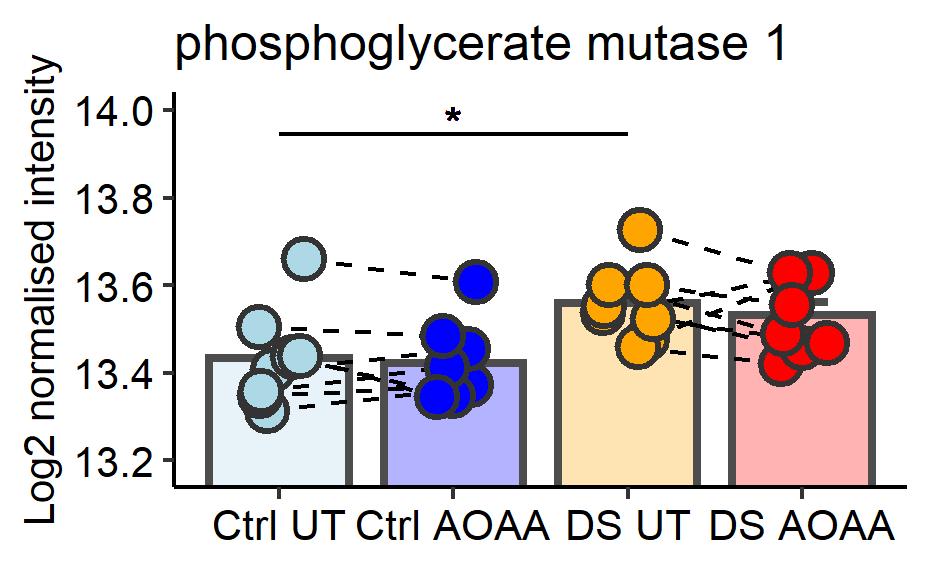 phosphoglycerate mutase 1
Log2 normalised intensity
14.0
13.8
13.6
13.4
13.2
*
Ctrl UT Ctrl AOAA DS UT DS AOAA